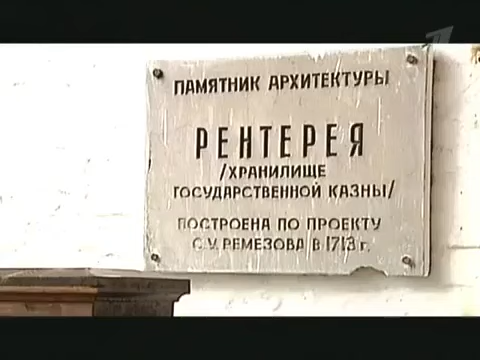 ПАМЯТНИК АРХИТЕКТУРЫ
РЕНТЕРЕЯ
/ХРАНИЛИЩЕ
ГОСУДАРСТВЕННОЙ КАЗНЫ/
ПОСТРОЕНА ПО ПРОЕКТУ
С.У. РЕМЕЗОВА В 1713 г.